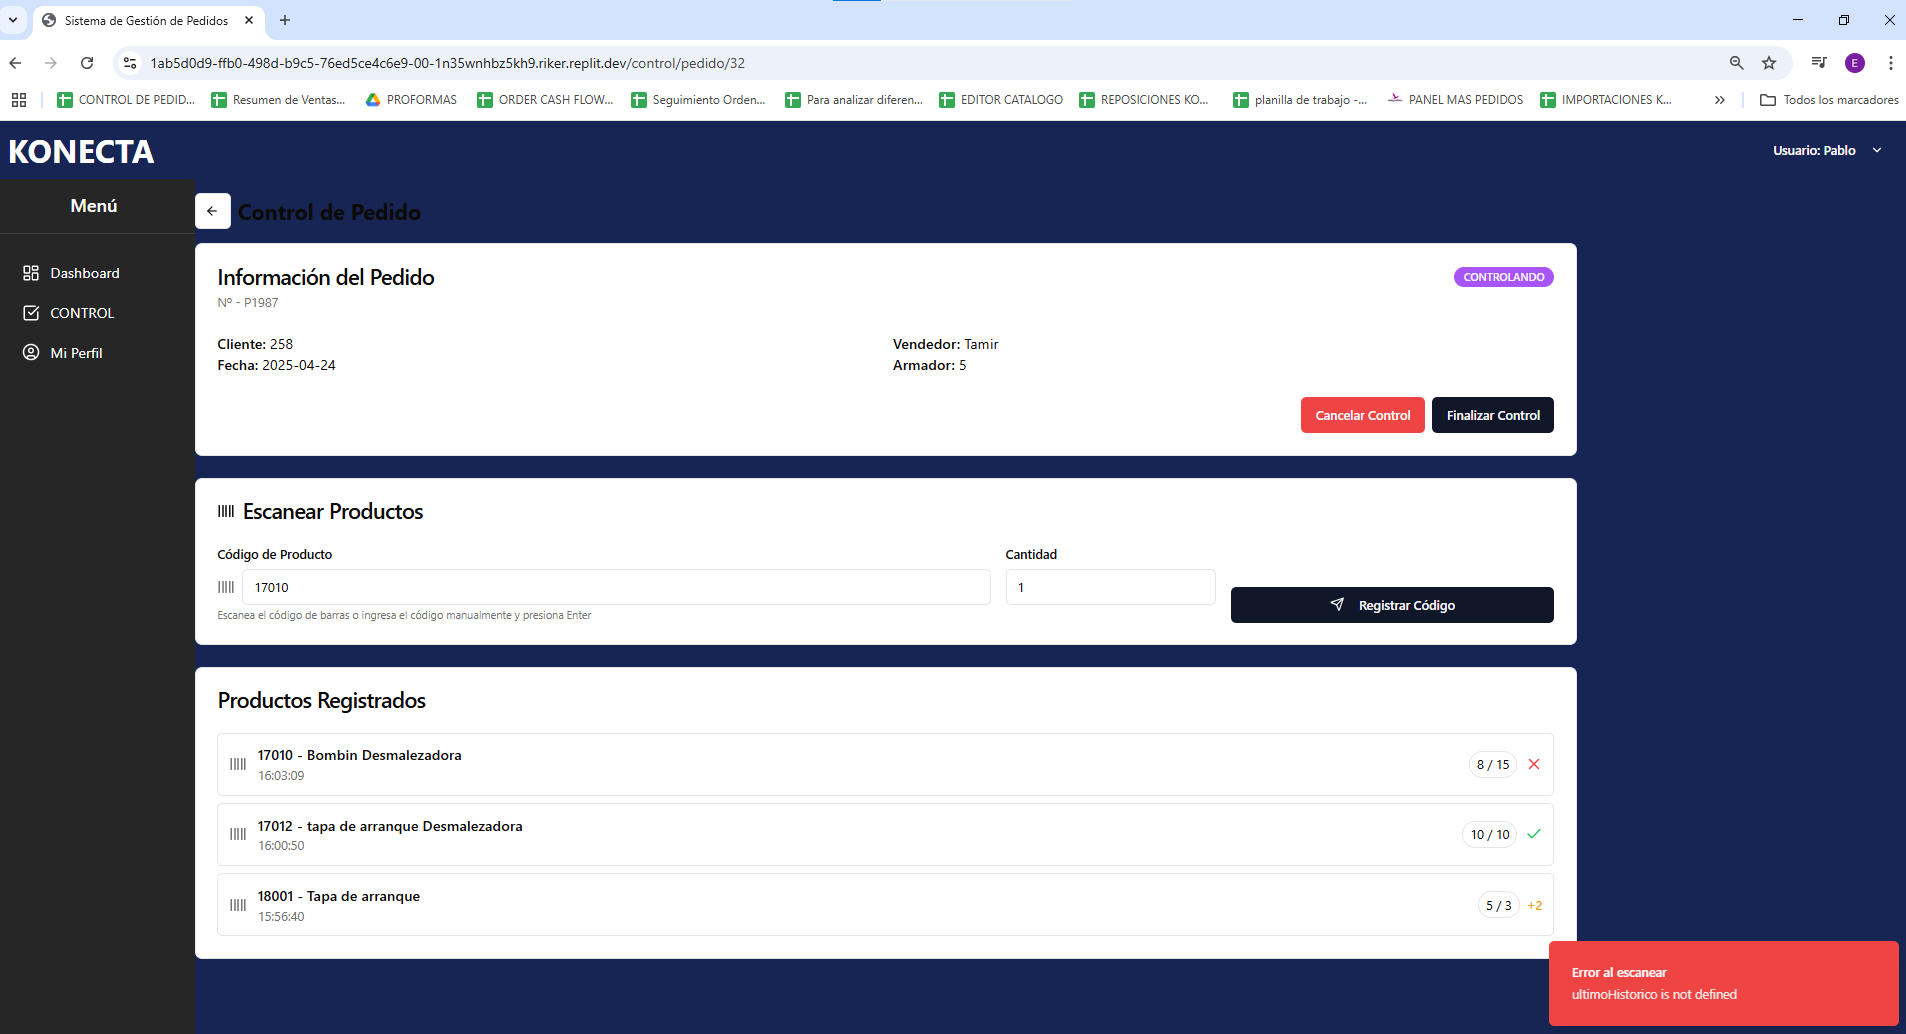 Sistema de Gestión de Pedidos
1ab5d0d9-ffb0-498d-b9c5-76ed5ce4c6e9-00-1n35wnhbz5kh9.riker.replit.dev/control/pedido/32
E
CONTROL DE PEDID...
Resumen de Ventas...
PROFORMAS
ORDER CASH FLOW...
Seguimiento Orden...
Para analizar diferen...
EDITOR CATALOGO
REPOSICIONES KO...
planilla de trabajo -...
PANEL MAS PEDIDOS
IMPORTACIONES K...
Todos los marcadores
KONECTA
Usuario: Pablo
Menú
Dashboard
CONTROL
Mi Perfil
Control de Pedido
Información del Pedido
CONTROLANDO
Nº - P1987
Cliente: 258
Vendedor: Tamir
Fecha: 2025-04-24
Armador: 5
Cancelar Control
Finalizar Control
Escanear Productos
Código de Producto
Cantidad
17010
1
Registrar Código
Escanea el código de barras o ingresa el código manualmente y presiona Enter
Productos Registrados
17010 - Bombin Desmalezadora
16:03:09
8 / 15
17012 - tapa de arranque Desmalezadora
16:00:50
10 / 10
18001 - Tapa de arranque
15:56:40
5 / 3
+2
Error al escanear
ultimoHistorico is not defined